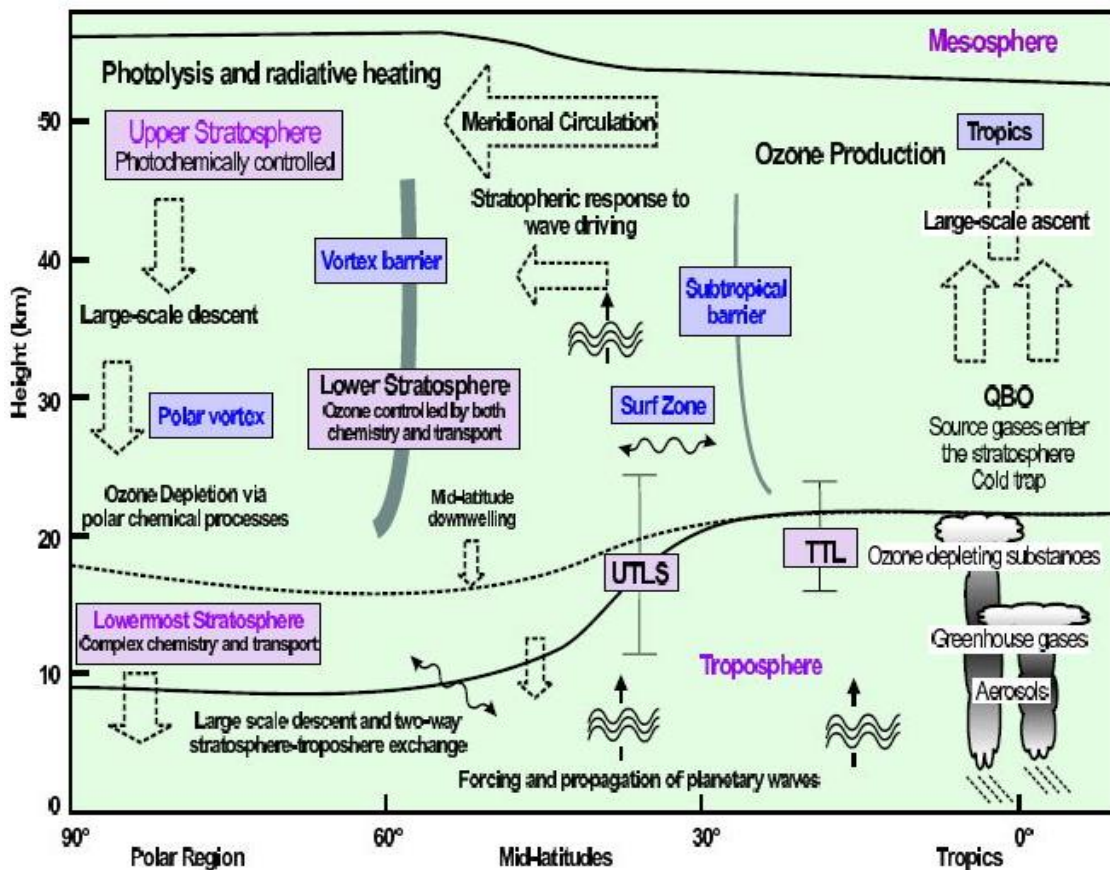 Mesosphere
Photolysis and radiative heating
50
Upper Stratosphere
Photochemically controlled
Meridional Circulation
Tropics
Ozone Production
Stratopheric response to
wave driving
Large-scale ascent
40
Vortex barrier
Subtropical
barrier
Large-scale descent
Height (km)
30
Polar vortex
Lower Stratosphere
Ozone controlled by both
chemistry and transport
Surf Zone
QBO
Source gases enter
the stratosphere
Cold trap
Ozone Depletion via
polar chemical processes
Mid-latitude
downwelling
20
UTLS
TTL
Ozone depleting substanoes
Lowermost Stratosphere
Complex chemistry and transport
Greenhouse gases
Troposphere
Aerosols
10
Large scale descent and two-way
stratosphere-troposhere exchange
Forcing and propagation of planetary waves
0
90°
60°
30°
0°
Polar Region
Mid-latitudes
Tropics